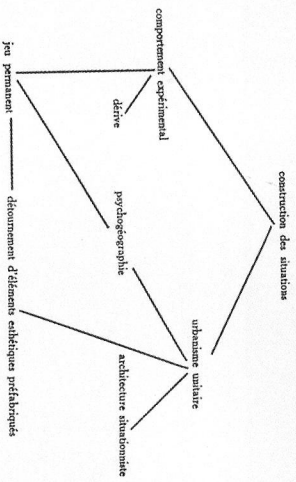 construction des situations
comportement expérimental
urbanisme unitaire
dérive
psychogéographie
architecture situationniste
jeu permanent
détournement d'éléments esthétiques préfabriqués